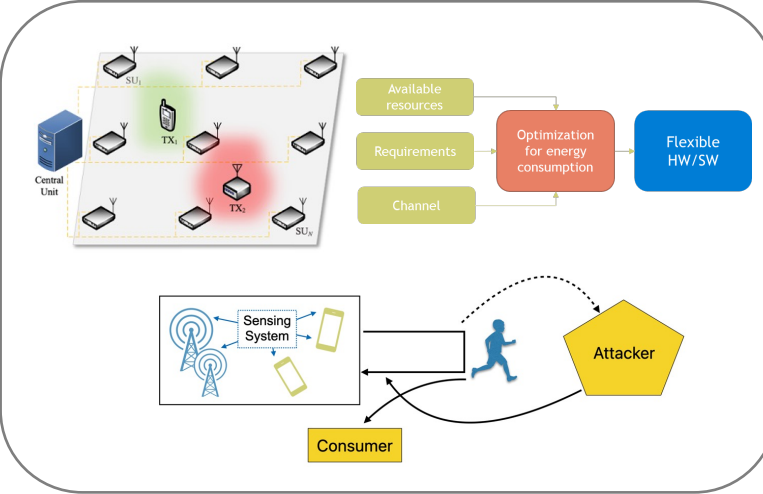 SU1
TX1
TX2
SUN
Central
Unit
Available
resources
Requirements
Channel
Optimization
for energy
consumption
Flexible
HW/SW
Sensing
System
Attacker
Consumer